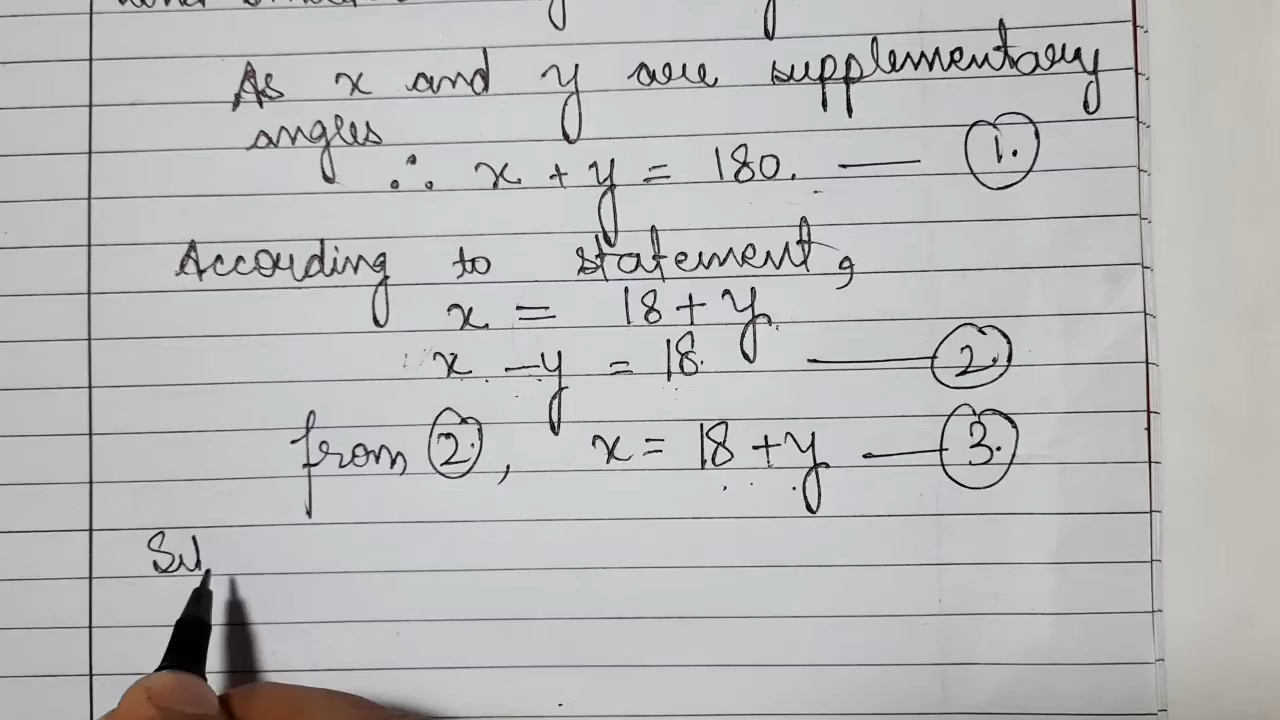 As x and y are supplementary
angles
∴ x + y = 180. — 1.
According to statement,
x = 18 + y
x - y = 18. — 2.
from 2., x = 18 + y — 3.
Su